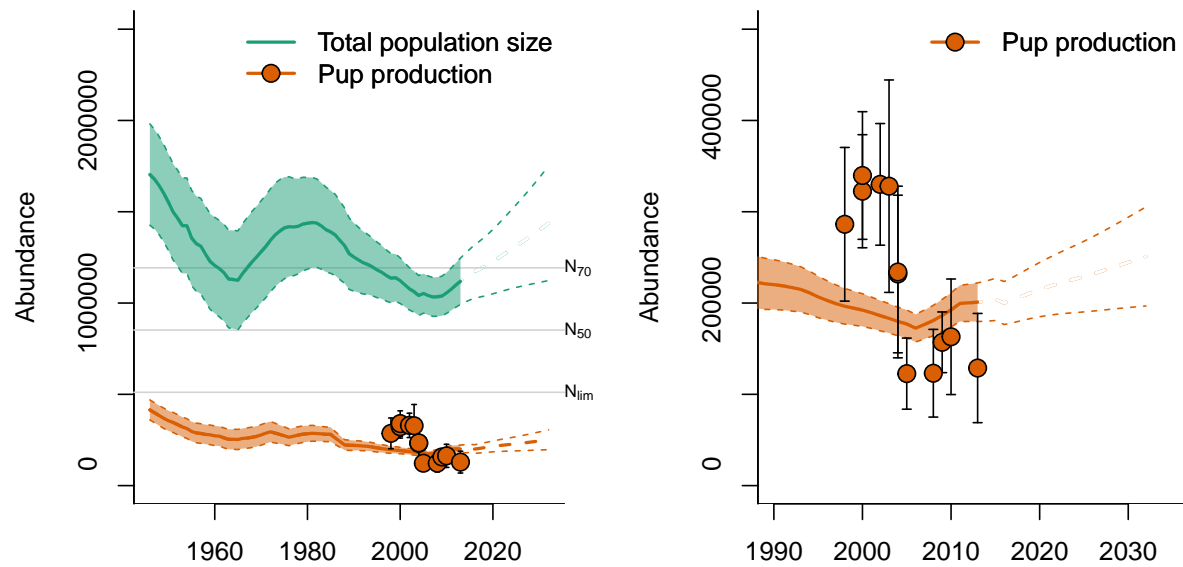 Total population size
Pup production
Abundance
0
1000000
2000000
N70
N50
Nlim
1960
1980
2000
2020
Pup production
Abundance
0
200000
400000
1990
2000
2010
2020
2030